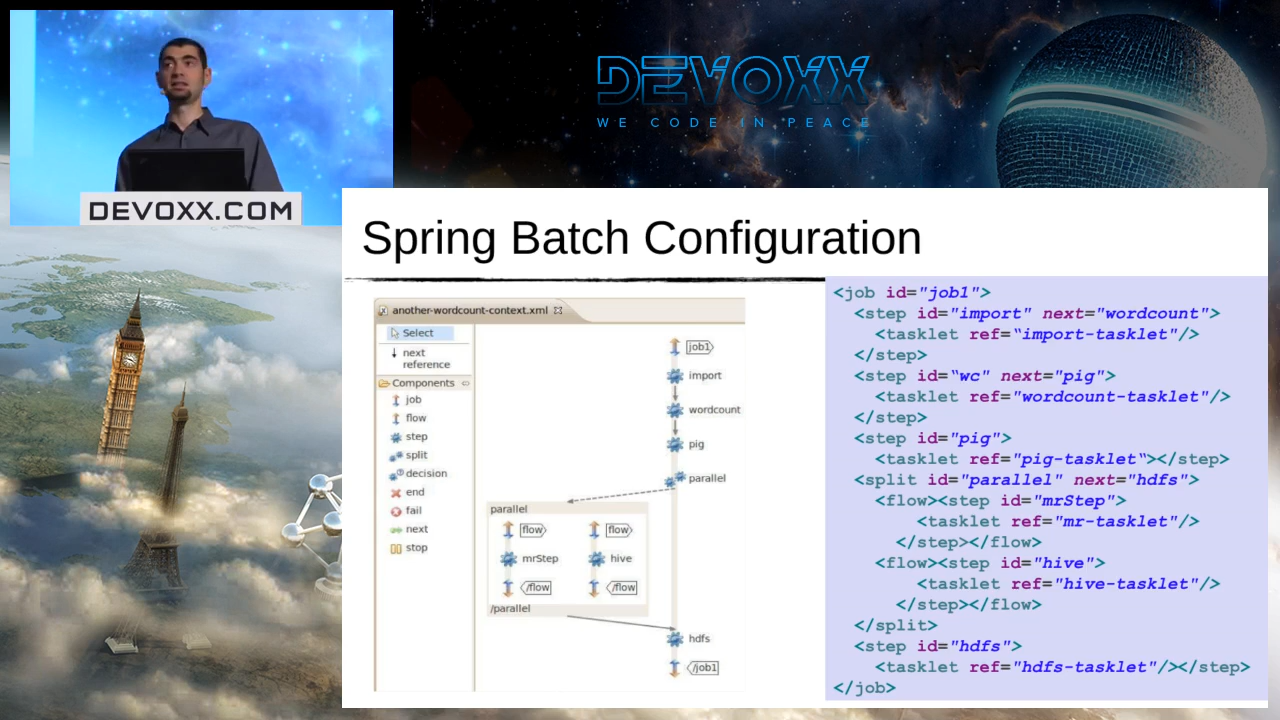 DEVOXX
WE CODE IN PEACE
DEVOXX.COM
Spring Batch Configuration
another-wordcount-context.xml
Select
next
reference
Components
job
flow
step
split
decision
end
fail
next
stop
job1
import
wordcount
pig
parallel
parallel
flow
flow
mrStep
hive
/flow
/flow
/parallel
hdfs
/job1
<job id="job1">
<step id="import" next="wordcount">
<tasklet ref=“import-tasklet"/>
</step>
<step id=“wc" next="pig">
<tasklet ref="wordcount-tasklet"/>
</step>
<step id="pig">
<tasklet ref="pig-tasklet“></step>
<split id="parallel" next="hdfs">
<flow><step id="mrStep">
<tasklet ref="mr-tasklet"/>
</step></flow>
<flow><step id="hive">
<tasklet ref="hive-tasklet"/>
</step></flow>
</split>
<step id="hdfs">
<tasklet ref="hdfs-tasklet"/></step>
</job>